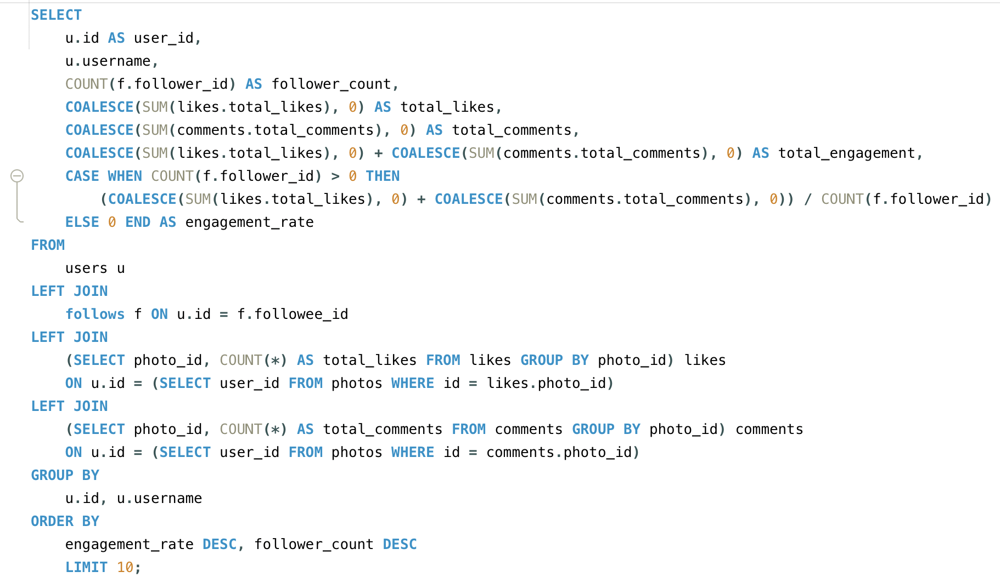 SELECT
    u.id AS user_id,
    u.username,
    COUNT(f.follower_id) AS follower_count,
    COALESCE(SUM(likes.total_likes), 0) AS total_likes,
    COALESCE(SUM(comments.total_comments), 0) AS total_comments,
    COALESCE(SUM(likes.total_likes), 0) + COALESCE(SUM(comments.total_comments), 0) AS total_engagement,
    CASE WHEN COUNT(f.follower_id) > 0 THEN
        (COALESCE(SUM(likes.total_likes), 0) + COALESCE(SUM(comments.total_comments), 0)) / COUNT(f.follower_id)
    ELSE 0 END AS engagement_rate
FROM
    users u
LEFT JOIN
    follows f ON u.id = f.followee_id
LEFT JOIN
    (SELECT photo_id, COUNT(*) AS total_likes FROM likes GROUP BY photo_id) likes
    ON u.id = (SELECT user_id FROM photos WHERE id = likes.photo_id)
LEFT JOIN
    (SELECT photo_id, COUNT(*) AS total_comments FROM comments GROUP BY photo_id) comments
    ON u.id = (SELECT user_id FROM photos WHERE id = comments.photo_id)
GROUP BY
    u.id, u.username
ORDER BY
    engagement_rate DESC, follower_count DESC
    LIMIT 10;